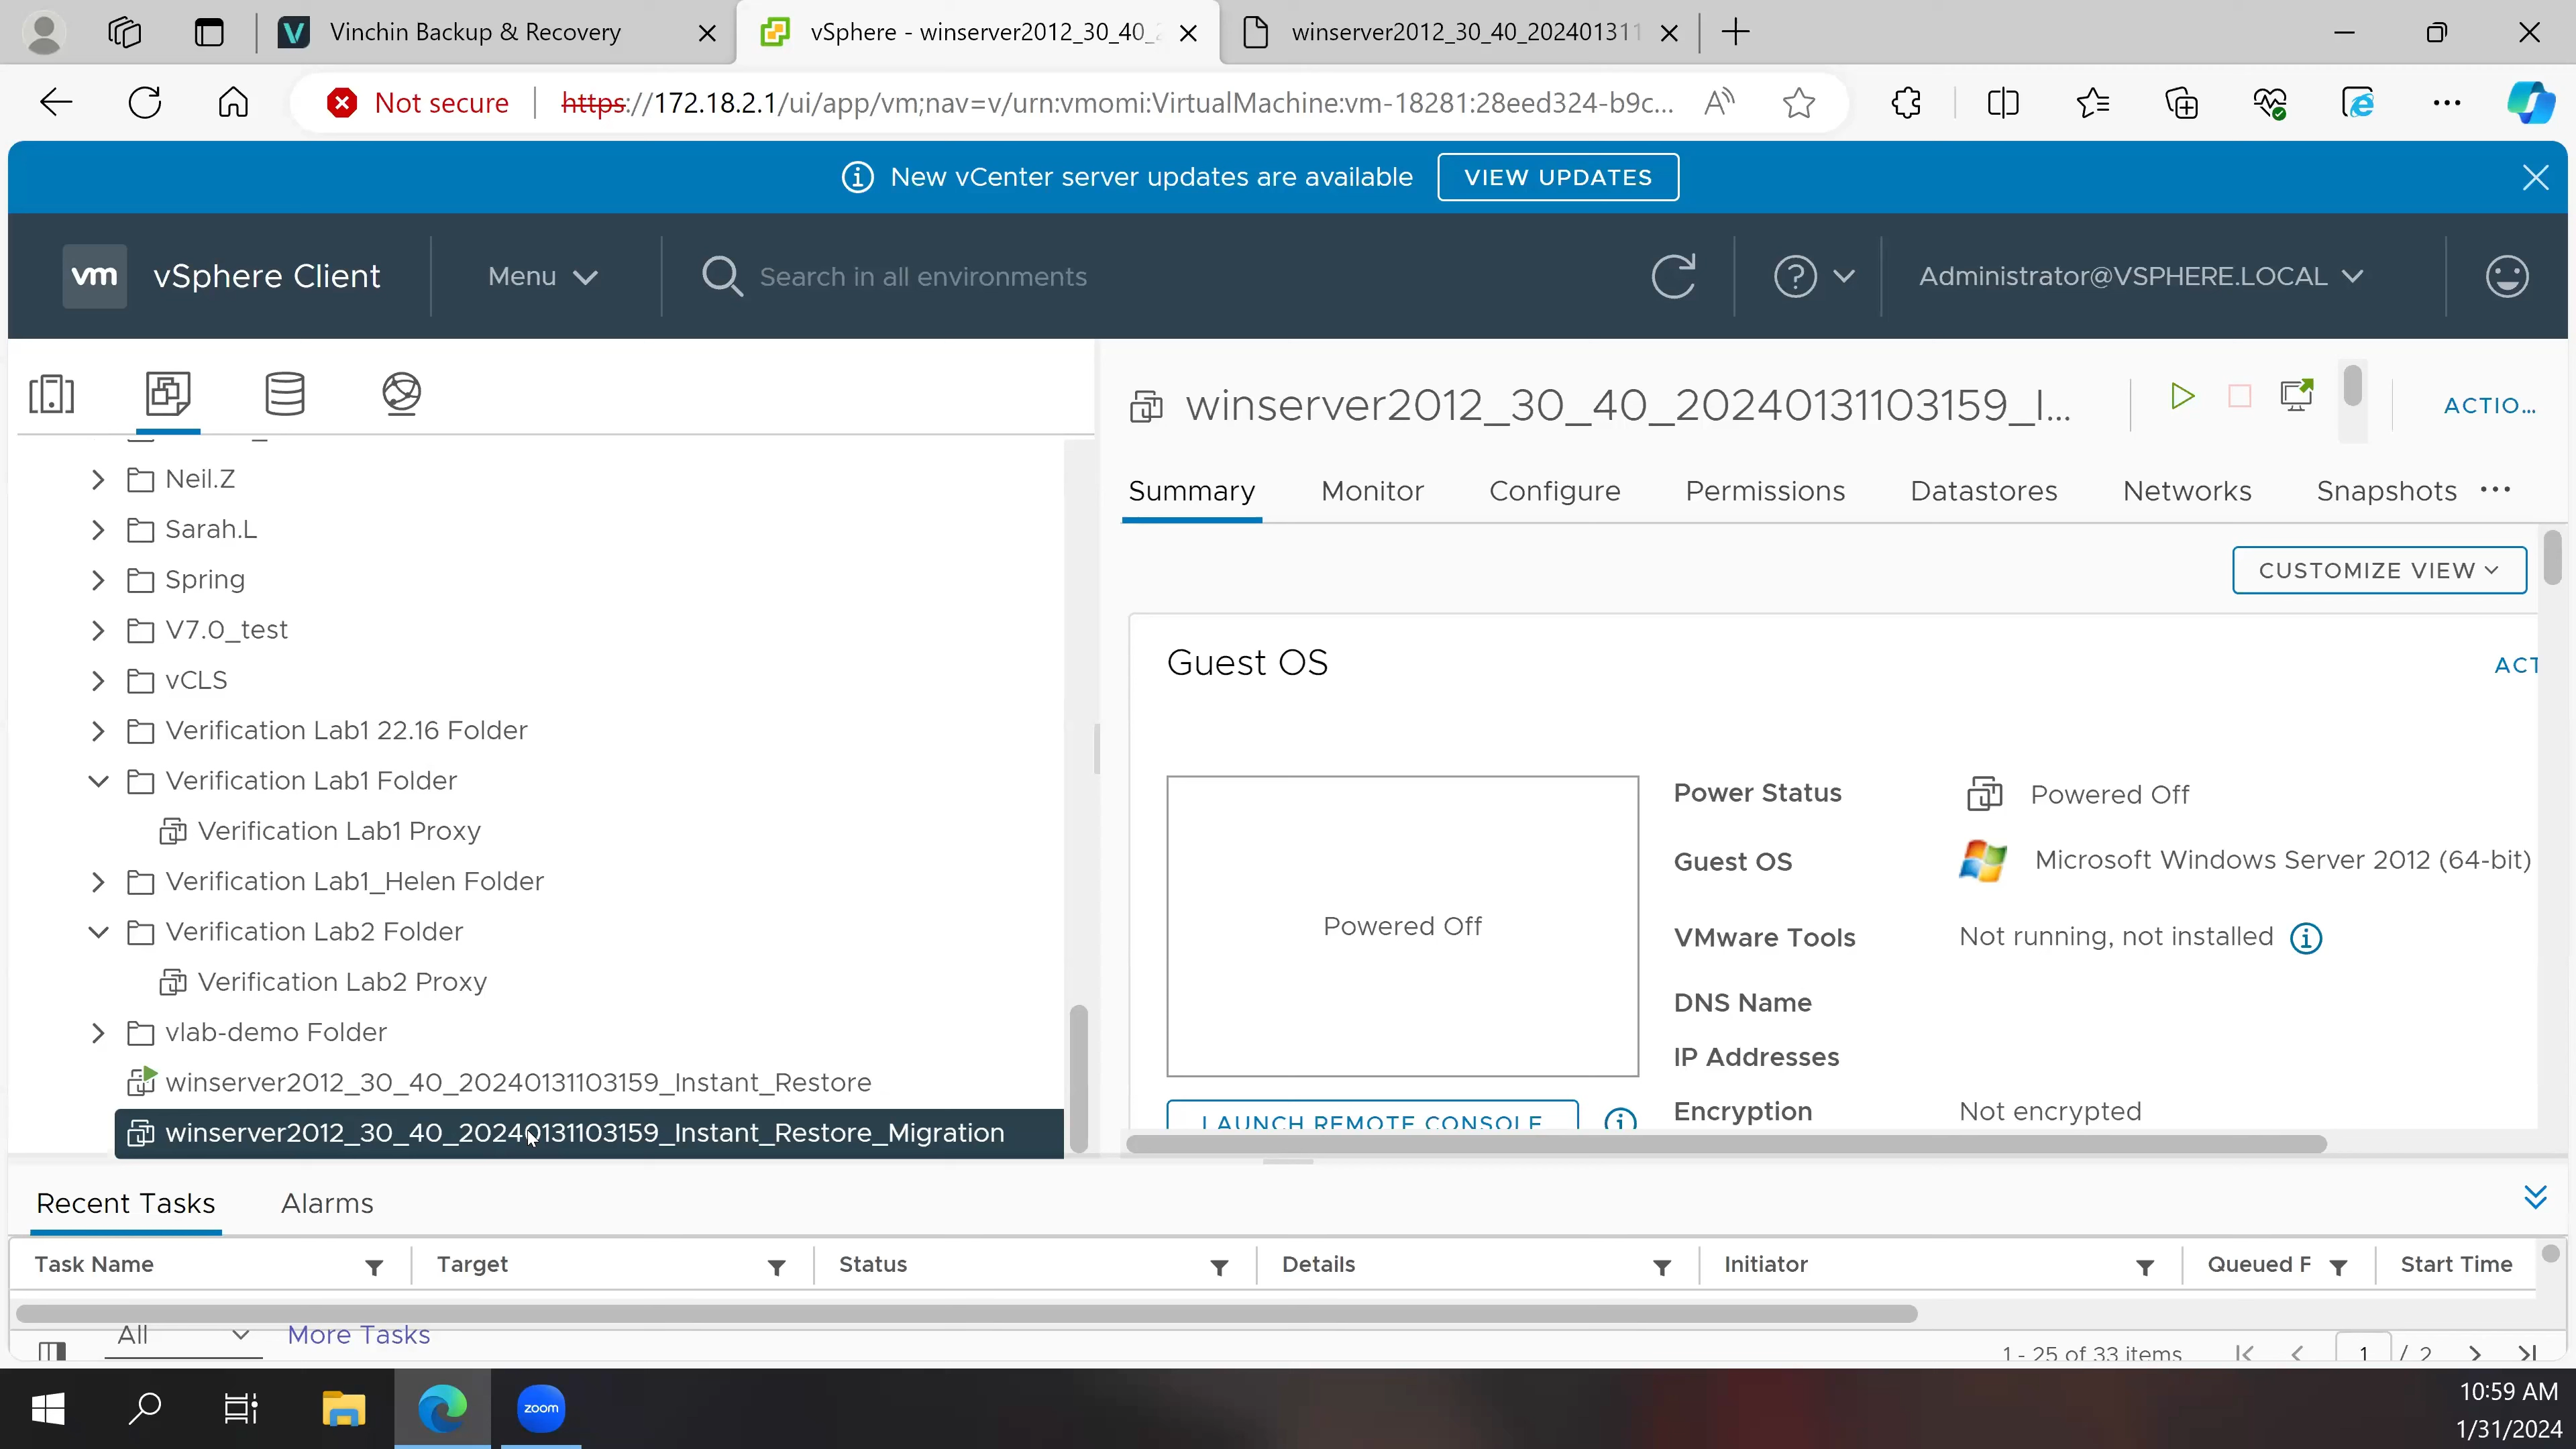 Vinchin Backup & Recovery
vSphere - winserver2012_30_40_2
winserver2012_30_40_202401311
Not secure
https://172.18.2.1/ui/app/vm;nav=v/urn:vmomi:VirtualMachine:vm-18281:28eed324-b9c...
New vCenter server updates are available
VIEW UPDATES
vm
vSphere Client
Menu
Search in all environments
Administrator@VSPHERE.LOCAL
winserver2012_30_40_20240131103159_I...
ACTIO...
Summary
Monitor
Configure
Permissions
Datastores
Networks
Snapshots
CUSTOMIZE VIEW
Neil.Z
Sarah.L
Spring
V7.0_test
vCLS
Verification Lab1 22.16 Folder
Verification Lab1 Folder
Verification Lab1 Proxy
Verification Lab1_Helen Folder
Verification Lab2 Folder
Verification Lab2 Proxy
vlab-demo Folder
winserver2012_30_40_20240131103159_Instant_Restore
winserver2012_30_40_20240131103159_Instant_Restore_Migration
Guest OS
ACT
Powered Off
LAUNCH REMOTE CONSOLE
Power Status Powered Off
Guest OS Microsoft Windows Server 2012 (64-bit)
VMware Tools Not running, not installed
DNS Name
IP Addresses
Encryption Not encrypted
Recent Tasks
Alarms
Task Name
Target
Status
Details
Initiator
Queued F
Start Time
All
More Tasks
1 - 25 of 33 items
1 / 2
zoom
10:59 AM
1/31/2024